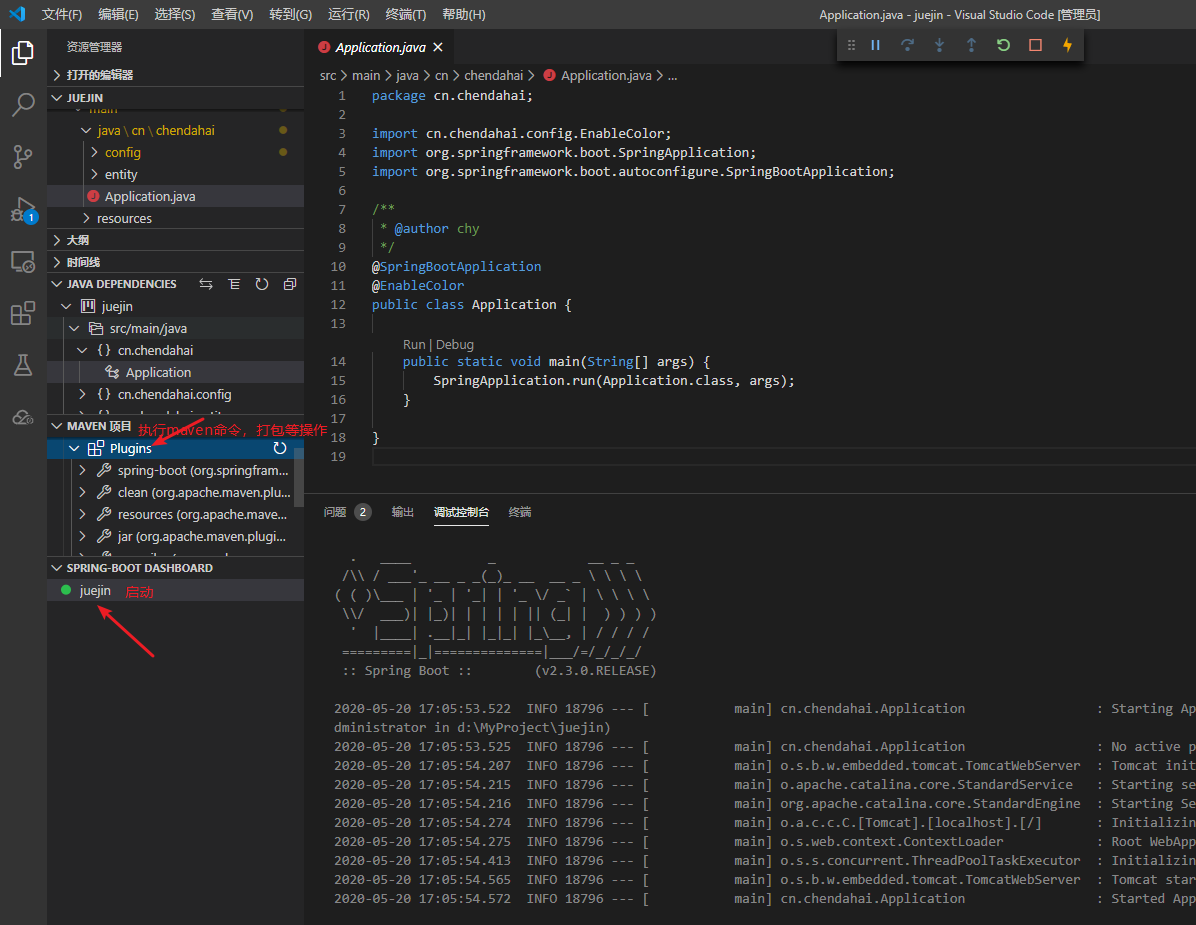 文件(F) 编辑(E) 选择(S) 查看(V) 转到(G) 运行(R) 终端(T) 帮助(H) Application.java - juejin - Visual Studio Code [管理员]
资源管理器
打开的编辑器
JUEJIN
main
java \ cn \ chendahai
config
entity
Application.java
resources
大纲
时间线
JAVA DEPENDENCIES
juejin
src/main/java
cn.chendahai
Application
cn.chendahai.config
MAVEN 项目
执行maven命令，打包等操作
Plugins
spring-boot (org.springfram...
clean (org.apache.maven.plu...
resources (org.apache.mave...
jar (org.apache.maven.plugi...
SPRING-BOOT DASHBOARD
juejin 启动
1
Application.java
src > main > java > cn > chendahai > Application.java > ...
1 package cn.chendahai;
2
3 import cn.chendahai.config.EnableColor;
4 import org.springframework.boot.SpringApplication;
5 import org.springframework.boot.autoconfigure.SpringBootApplication;
6
7 /**
8 * @author chy
9 */
10 @SpringBootApplication
11 @EnableColor
12 public class Application {
13
Run | Debug
14 public static void main(String[] args) {
15 SpringApplication.run(Application.class, args);
16 }
17
18 }
19
问题 2 输出 调试控制台 终端
  .   ____          _            __ _ _
 /\\ / ___'_ __ _ _(_)_ __  __ _ \ \ \ \
( ( )\___ | '_ | '_| | '_ \/ _` | \ \ \ \
 \\/  ___)| |_)| | | | | || (_| |  ) ) ) )
  '  |____| .__|_| |_|_| |_\__, | / / / /
 =========|_|==============|___/=/_/_/_/
 :: Spring Boot ::        (v2.3.0.RELEASE)
2020-05-20 17:05:53.522  INFO 18796 --- [           main] cn.chendahai.Application                 : Starting Ap
dministrator in d:\MyProject\juejin)
2020-05-20 17:05:53.525  INFO 18796 --- [           main] cn.chendahai.Application                 : No active p
2020-05-20 17:05:54.207  INFO 18796 --- [           main] o.s.b.w.embedded.tomcat.TomcatWebServer  : Tomcat init
2020-05-20 17:05:54.215  INFO 18796 --- [           main] o.apache.catalina.core.StandardService   : Starting se
2020-05-20 17:05:54.216  INFO 18796 --- [           main] org.apache.catalina.core.StandardEngine  : Starting Se
2020-05-20 17:05:54.274  INFO 18796 --- [           main] o.a.c.c.C.[Tomcat].[localhost].[/]       : Initializin
2020-05-20 17:05:54.275  INFO 18796 --- [           main] o.s.web.context.ContextLoader            : Root WebApp
2020-05-20 17:05:54.413  INFO 18796 --- [           main] o.s.s.concurrent.ThreadPoolTaskExecutor  : Initializin
2020-05-20 17:05:54.565  INFO 18796 --- [           main] o.s.b.w.embedded.tomcat.TomcatWebServer  : Tomcat star
2020-05-20 17:05:54.572  INFO 18796 --- [           main] cn.chendahai.Application                 : Started App